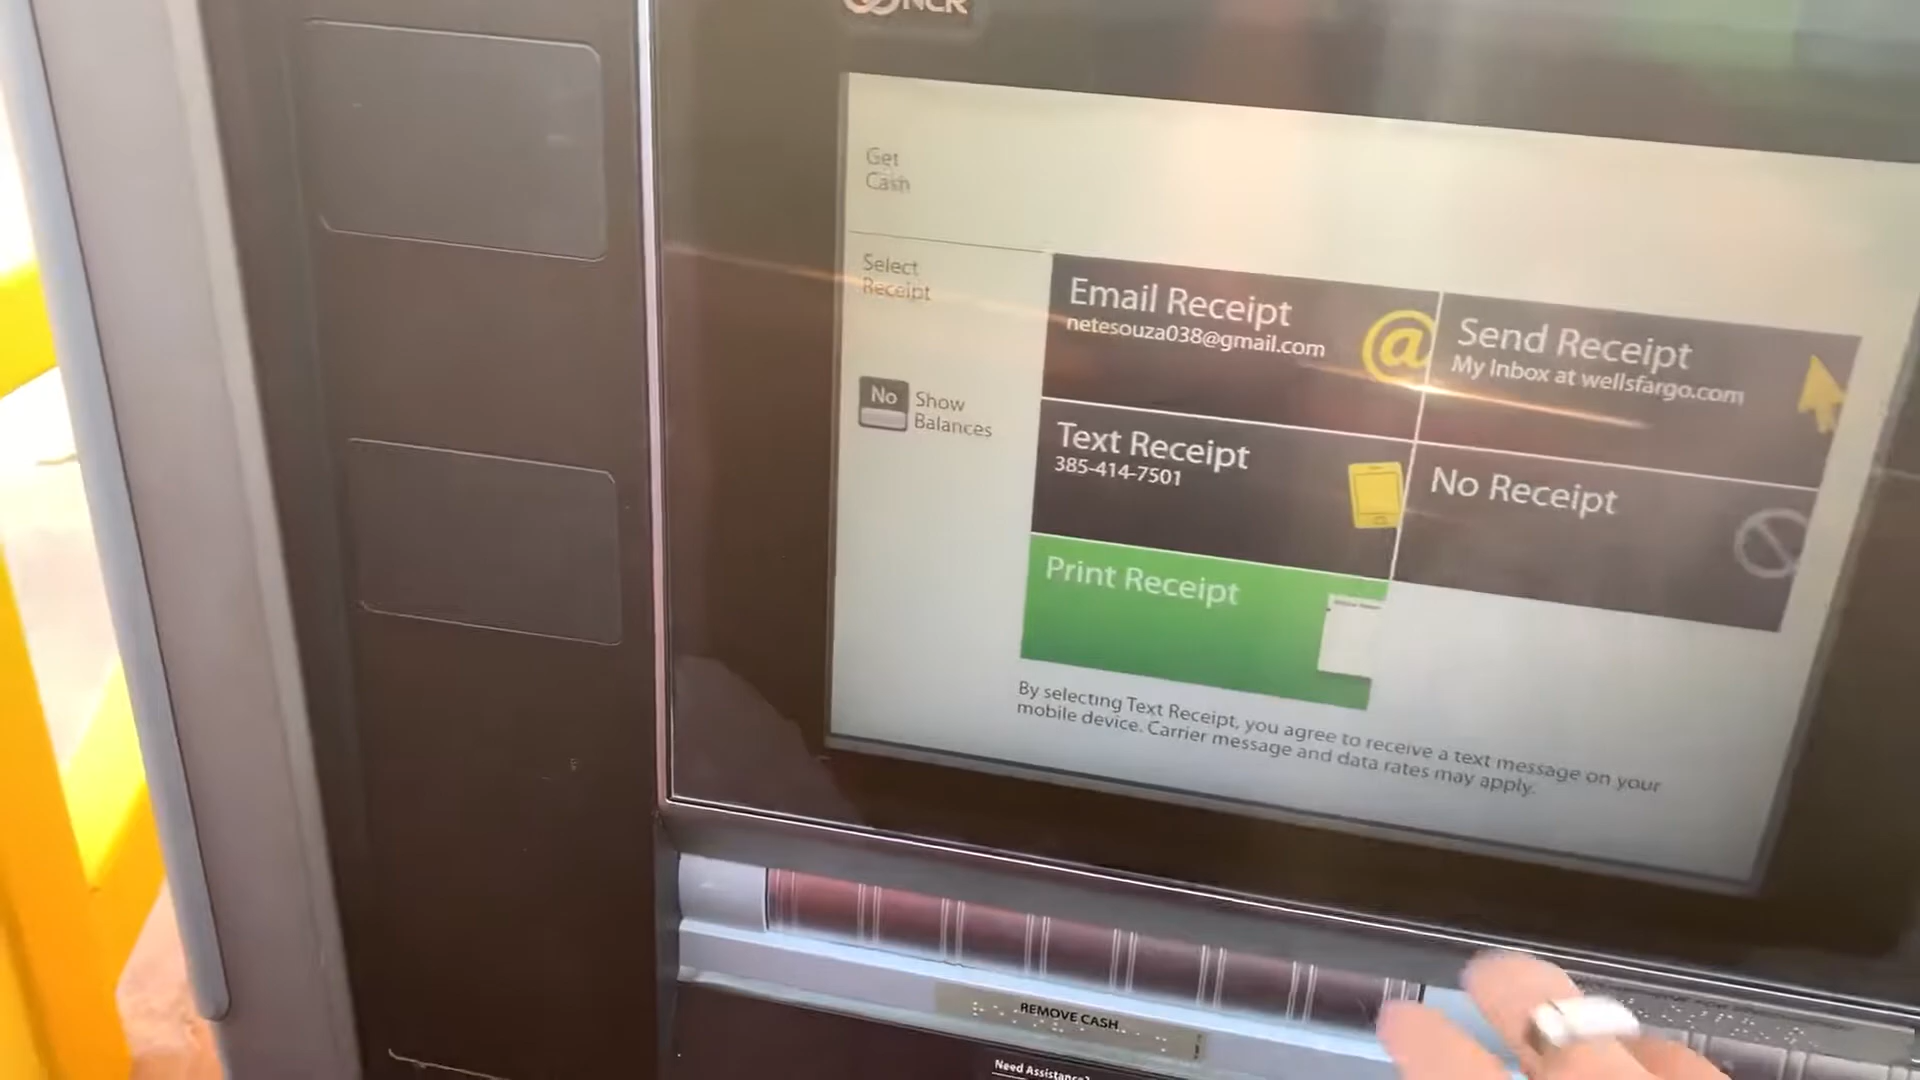 NCR
Get
Cash
Select
Receipt
No
Show
Balances
Email Receipt
netesouza038@gmail.com
@
Send Receipt
My Inbox at wellsfargo.com
Text Receipt
385-414-7501
No Receipt
Print Receipt
By selecting Text Receipt, you agree to receive a text message on your
mobile device. Carrier message and data rates may apply.
REMOVE CASH
Need Assistance?